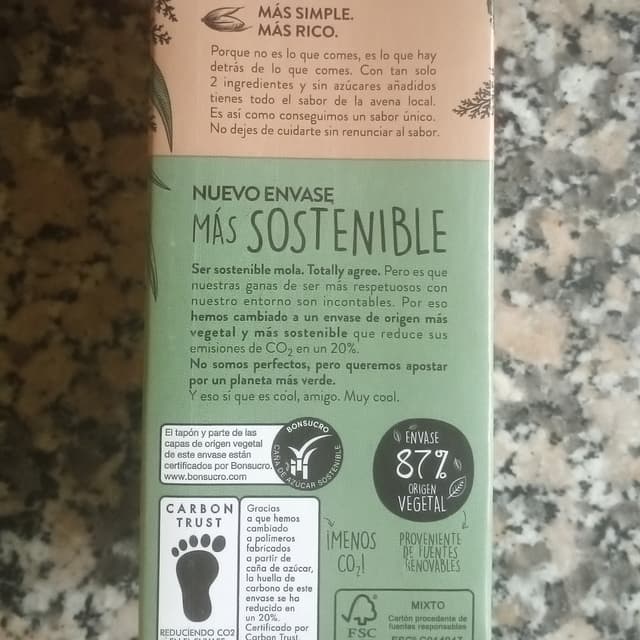 MÁS SIMPLE.
MÁS RICO.
Porque no es lo que comes, es lo que hay
detrás de lo que comes. Con tan solo
2 ingredientes y sin azúcares añadidos
tienes todo el sabor de la avena local.
Es así como conseguimos un sabor único.
No dejes de cuidarte sin renunciar al sabor.
NUEVO ENVASE
MÁS SOSTENIBLE
Ser sostenible mola. Totally agree. Pero es que
nuestras ganas de ser más respetuosos con
nuestro entorno son incontables. Por eso
hemos cambiado a un envase de origen más
vegetal y más sostenible que reduce sus
emisiones de CO₂ en un 20%.
No somos perfectos, pero queremos apostar
por un planeta más verde.
Y eso sí que es cool, amigo. Muy cool.
El tapón y parte de las
capas de origen vegetal
de este envase están
certificados por Bonsucro.
www.bonsucro.com
BONSUCRO
CAÑA DE AZÚCAR SOSTENIBLE
ENVASE
87%
ORIGEN
VEGETAL
CARBON
TRUST
REDUCIENDO CO2
Gracias
a que hemos
cambiado
a polímeros
fabricados
a partir de
caña de azúcar,
la huella de
carbono de este
envase se ha
reducido en
un 20%.
Certificado por
Carbon Trust.
¡MENOS
CO₂!
PROVENIENTE
DE FUENTES
RENOVABLES
FSC
MIXTO
Cartón procedente de
fuentes responsables